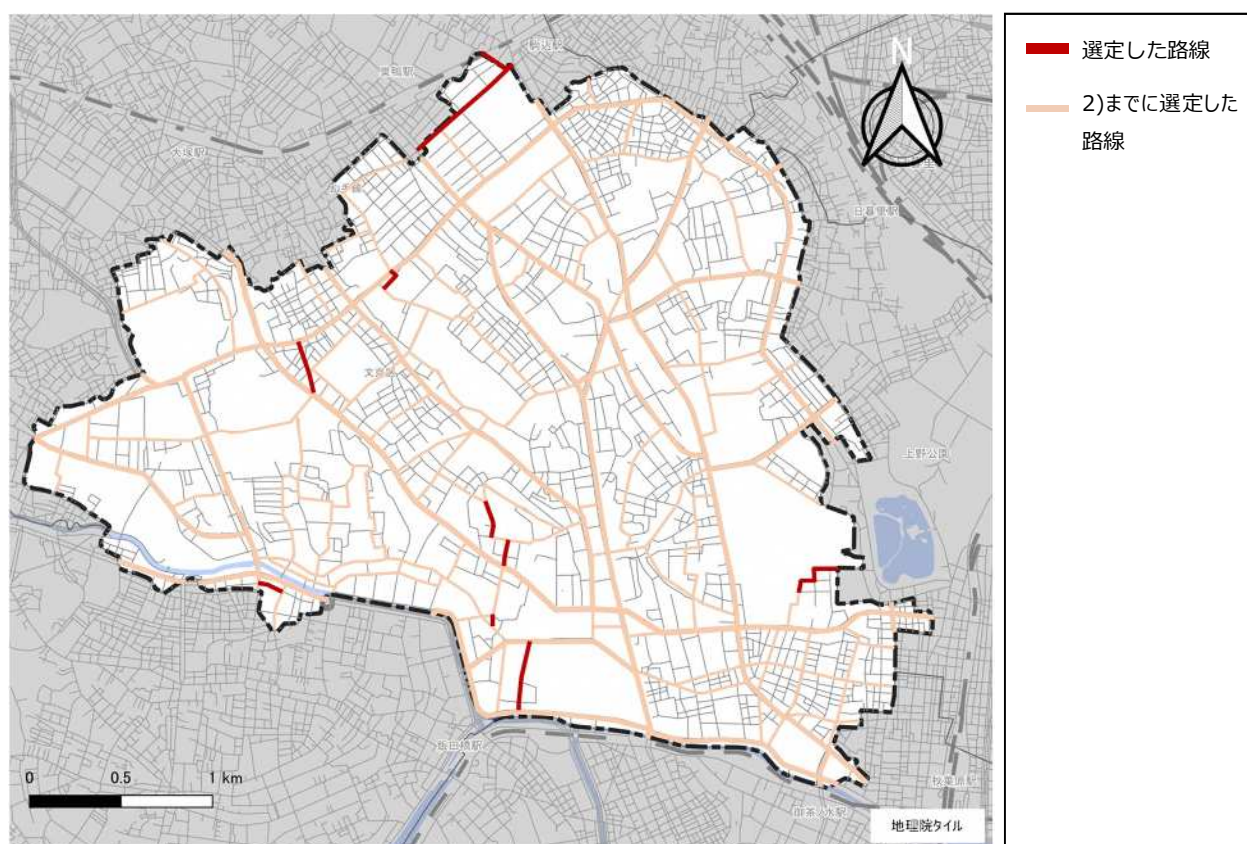 選定した路線
2)までに選定した
路線
N
駒込駅
巣鴨駅
大塚駅
日暮里駅
文京区
上野公園
飯田橋駅
秋葉原駅
御茶ノ水駅
0 0.5 1 km
地理院タイル